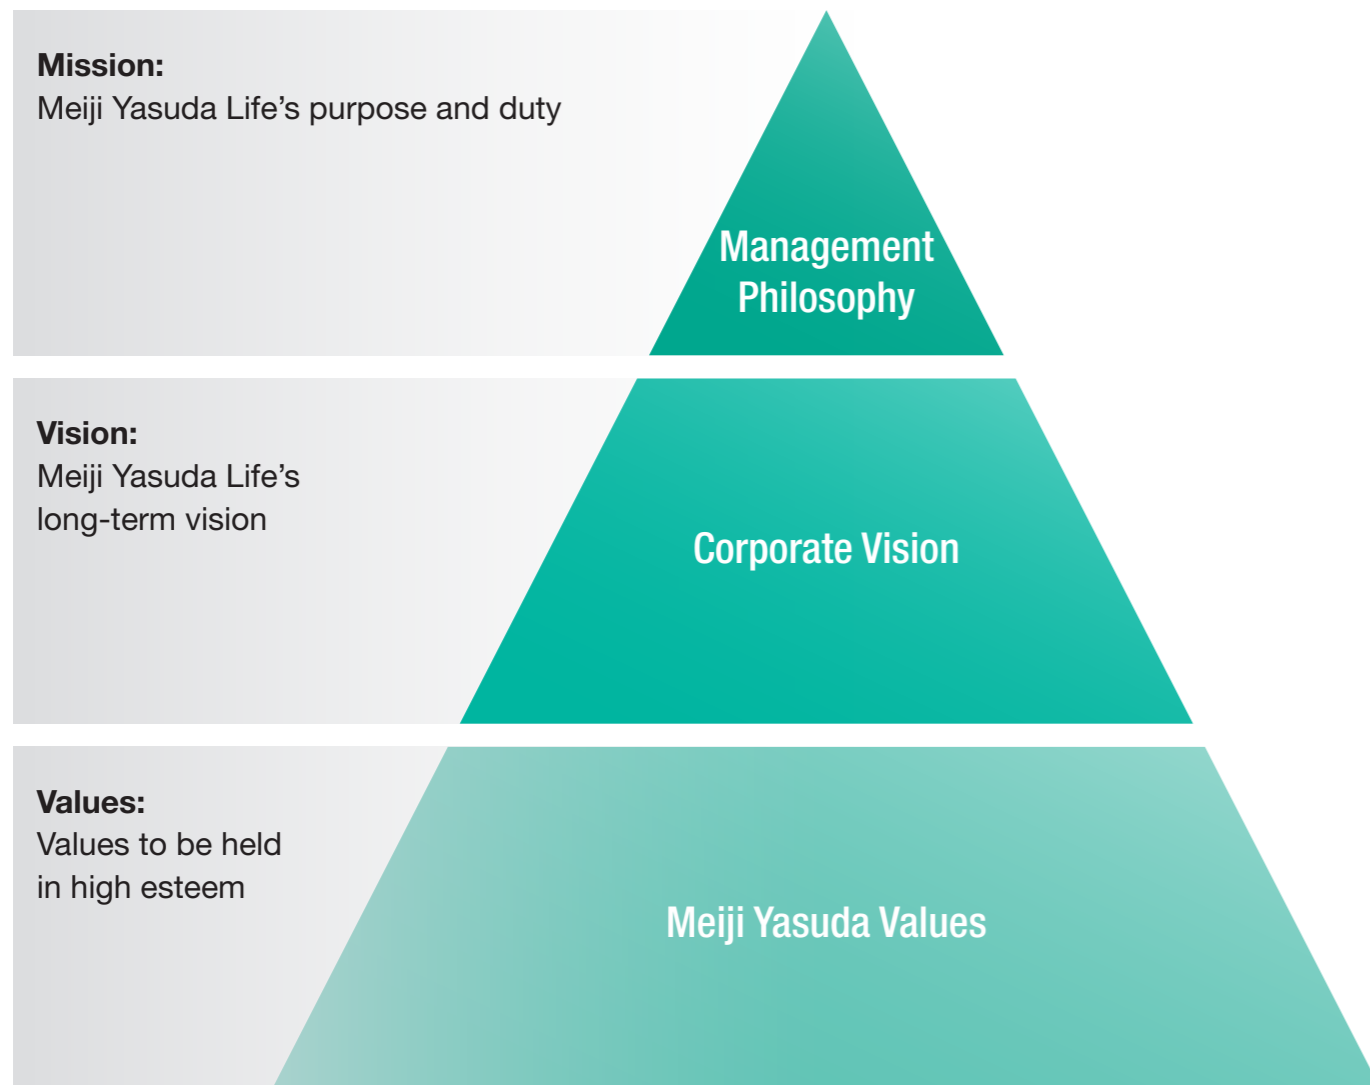 Mission:
Meiji Yasuda Life’s purpose and duty
Management
Philosophy
Vision:
Meiji Yasuda Life’s
long-term vision
Corporate Vision
Values:
Values to be held
in high esteem
Meiji Yasuda Values